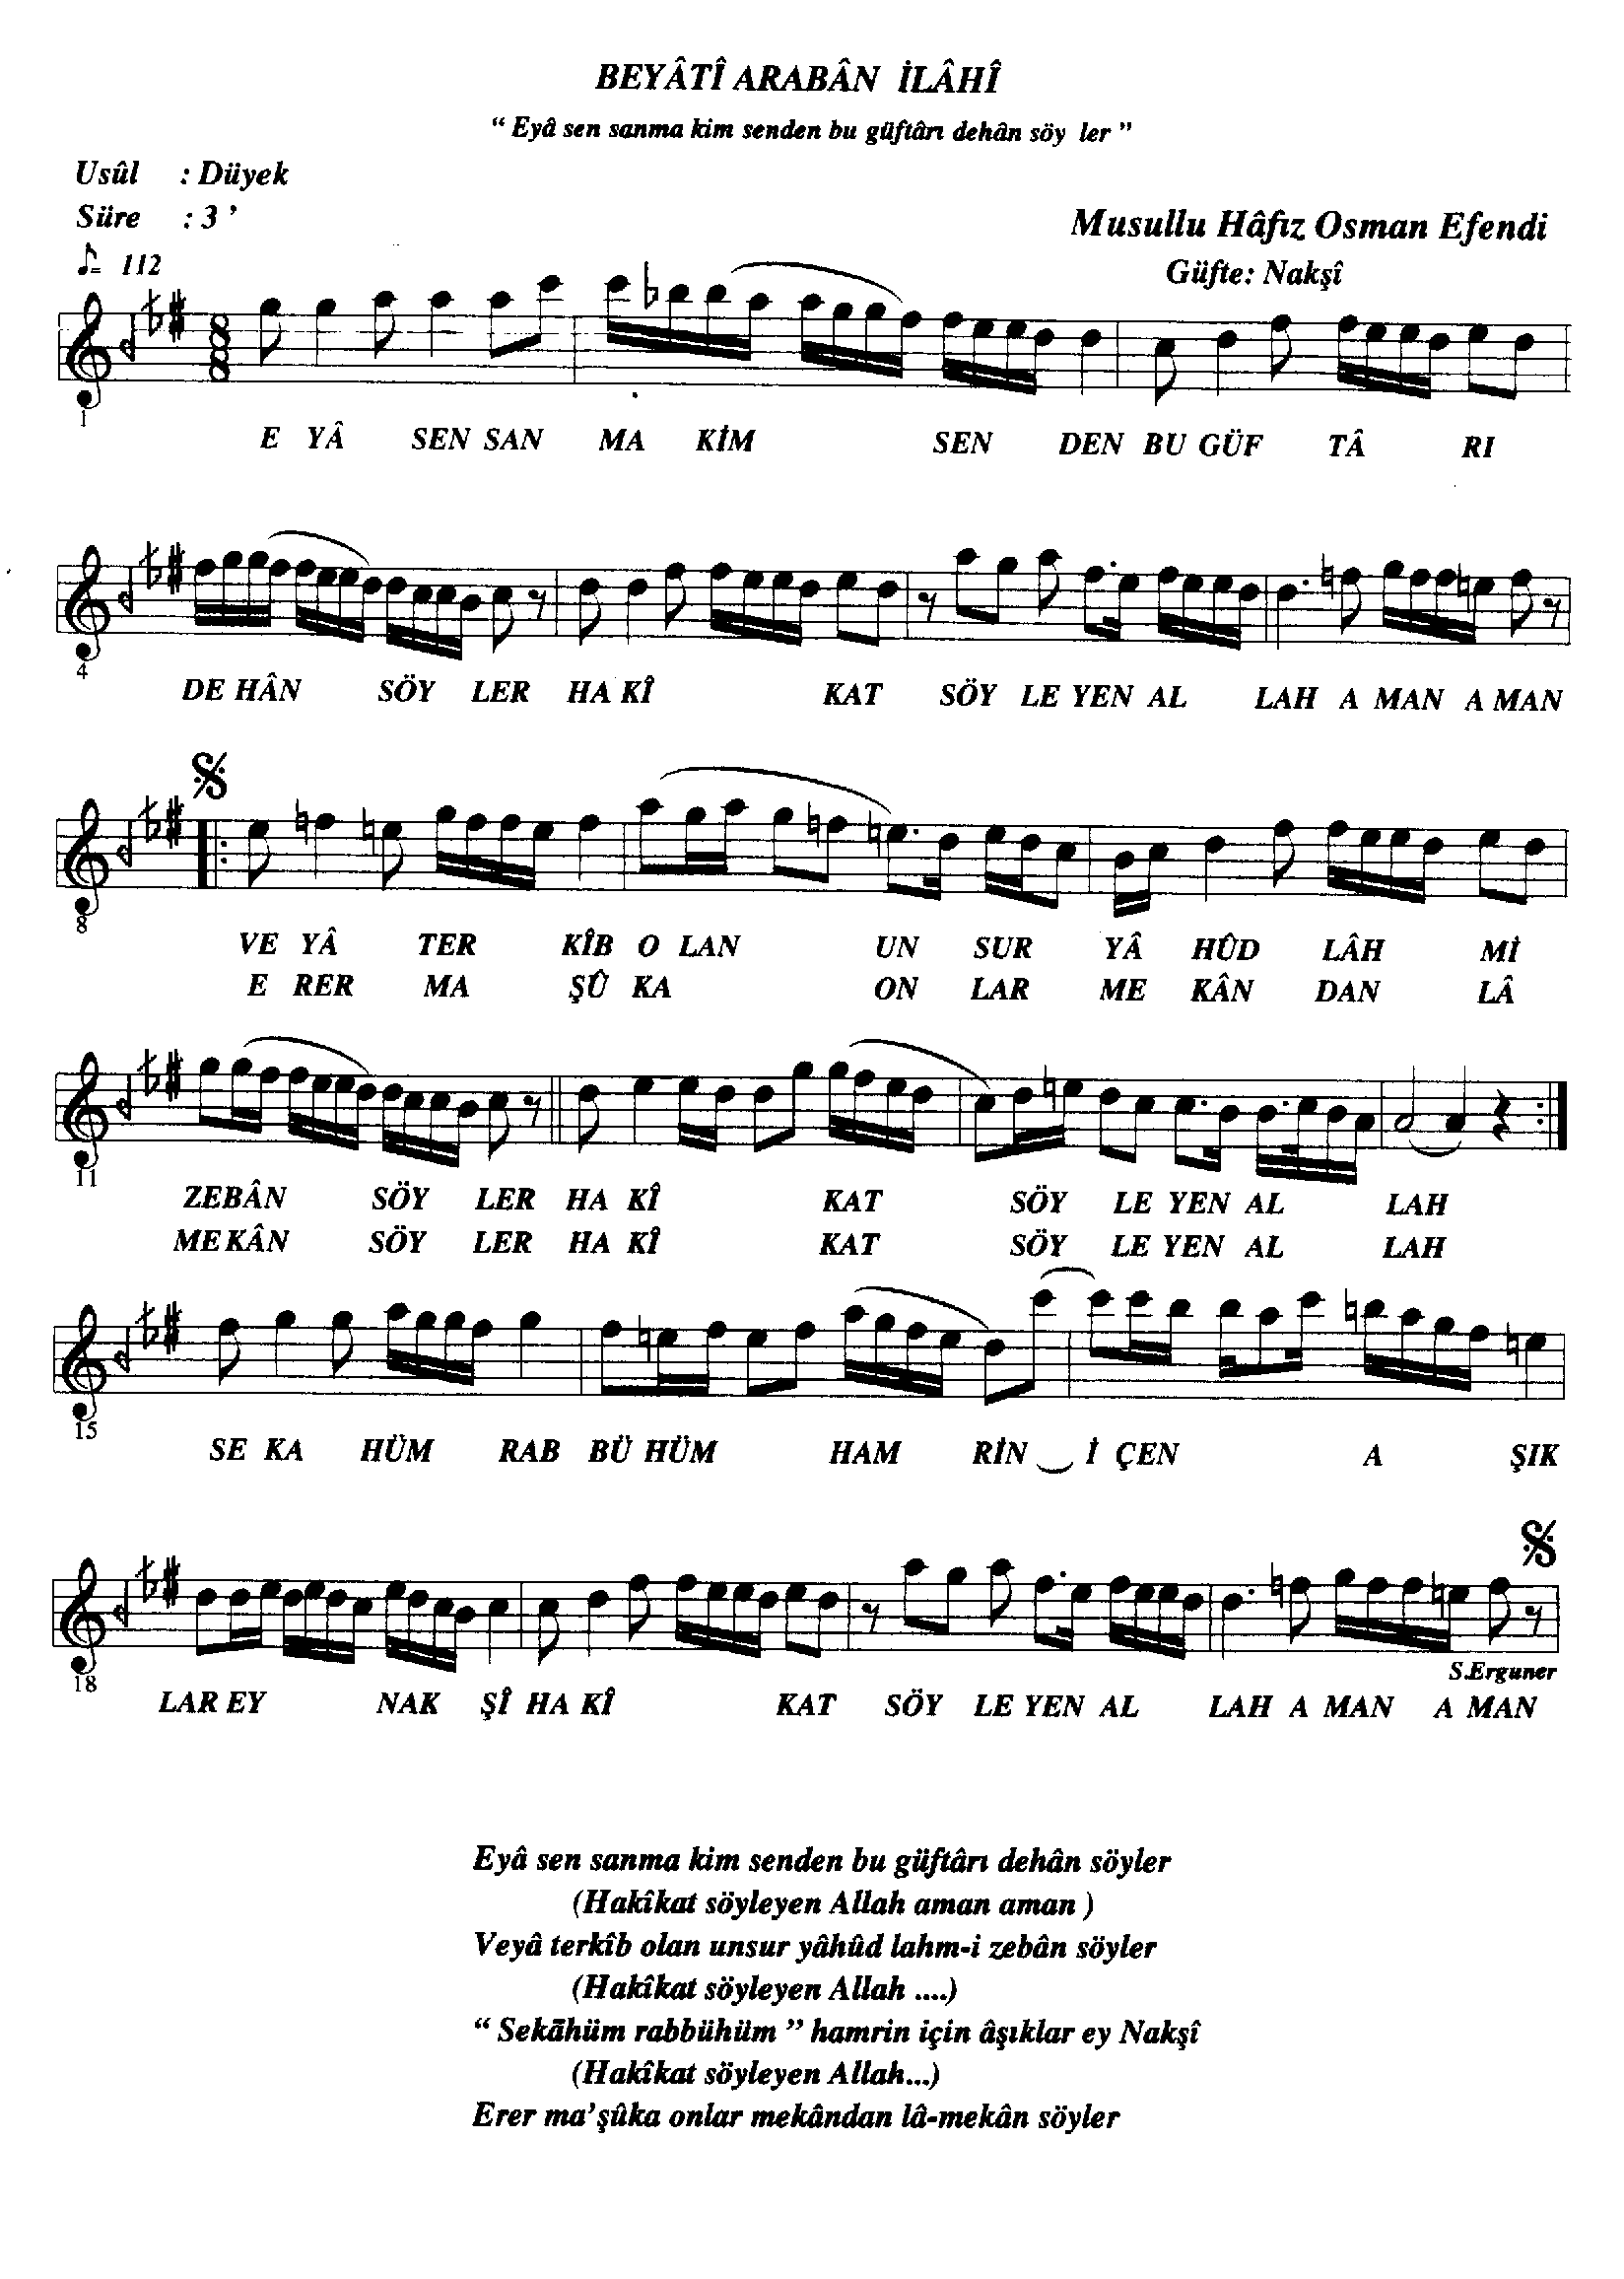 BEYÂTÎ ARABÂN İLÂHÎ
“ Eyâ sen sanma kim senden bu güftârı dehân söy ler ”
Usûl : Düyek
Süre : 3 ’
Musullu Hâfız Osman Efendi
♪= 112
Güfte: Nakşî
8
8
1
E YÂ SEN SAN MA KİM SEN DEN BU GÜF TÂ RI
4
DE HÂN SÖY LER HA KÎ KAT SÖY LE YEN AL LAH A MAN A MAN
8
VE YÂ TER KÎB O LAN UN SUR YÂ HÛD LÂH Mİ
E RER MA ŞÛ KA ON LAR ME KÂN DAN LÂ
11
ZEBÂN SÖY LER HA KÎ KAT SÖY LE YEN AL LAH
MEKÂN SÖY LER HA KÎ KAT SÖY LE YEN AL LAH
15
SE KA HÜM RAB BÜ HÜM HAM RİN İ ÇEN A ŞIK
18
S.Erguner
LAR EY NAK ŞÎ HA KÎ KAT SÖY LE YEN AL LAH A MAN A MAN
Eyâ sen sanma kim senden bu güftârı dehân söyler
(Hakîkat söyleyen Allah aman aman )
Veyâ terkîb olan unsur yâhûd lahm-i zebân söyler
(Hakîkat söyleyen Allah ....)
“ Sekāhüm rabbühüm ” hamrin için âşıklar ey Nakşî
(Hakîkat söyleyen Allah...)
Erer ma’şûka onlar mekândan lâ-mekân söyler